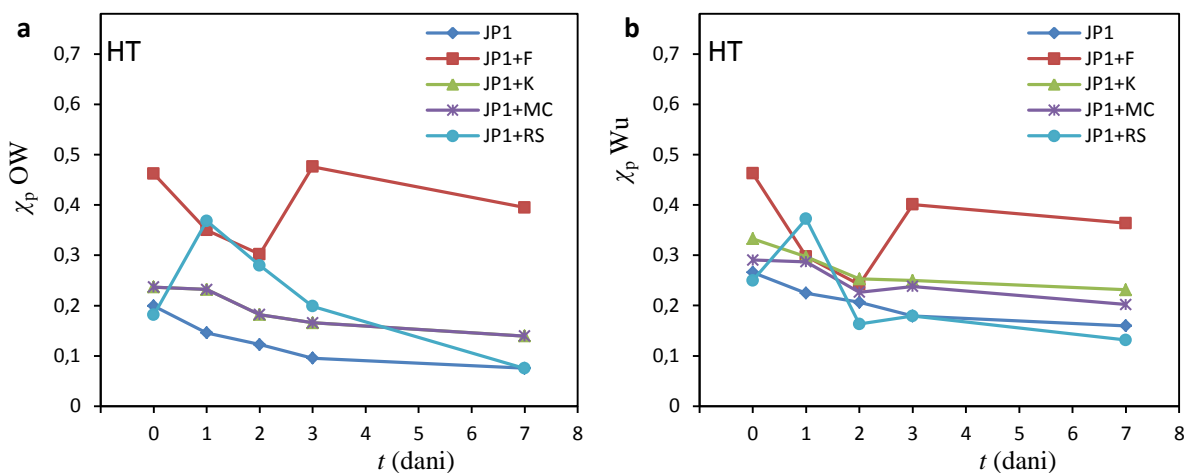 a
HT
JP1
JP1+F
JP1+K
JP1+MC
JP1+RS
χp OW
0,7
0,6
0,5
0,4
0,3
0,2
0,1
0
0 1 2 3 4 5 6 7 8
t (dani)
b
HT
JP1
JP1+F
JP1+K
JP1+MC
JP1+RS
χp Wu
0,7
0,6
0,5
0,4
0,3
0,2
0,1
0
0 1 2 3 4 5 6 7 8
t (dani)